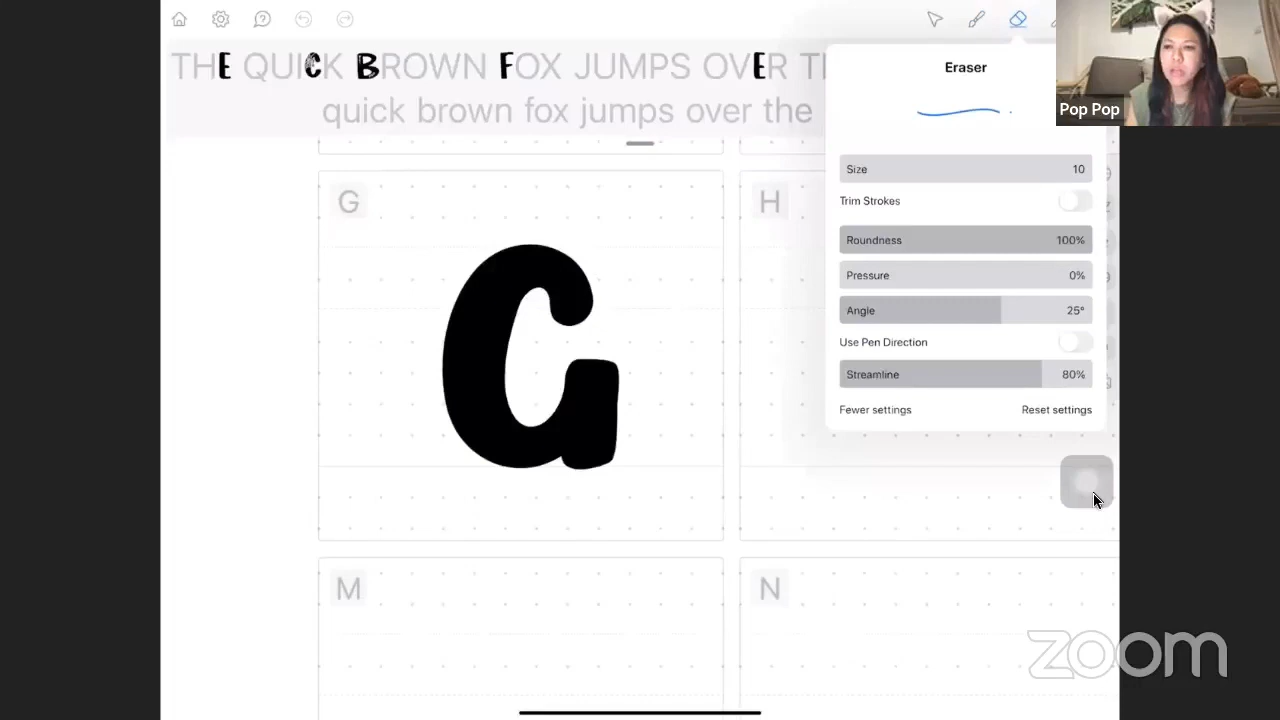 THE QUICK BROWN FOX JUMPS OVER T
quick brown fox jumps over the
Eraser
Pop Pop
Size 10
Trim Strokes
Roundness 100%
Pressure 0%
Angle 25°
Use Pen Direction
Streamline 80%
Fewer settings Reset settings
G
G
H
M
N
zoom